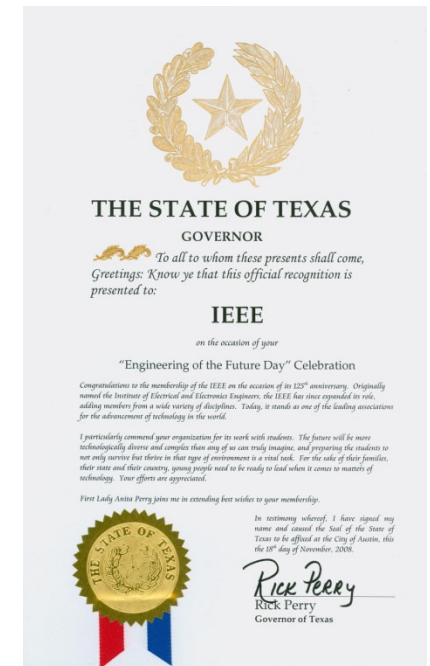 THE STATE OF TEXAS
GOVERNOR
To all to whom these presents shall come,
Greetings: Know ye that this official recognition is
presented to:
IEEE
on the occasion of your
"Engineering of the Future Day" Celebration
Congratulations to the membership of the IEEE on the occasion of its 125th anniversary. Originally
named the Institute of Electrical and Electronics Engineers, the IEEE has since expanded its role,
adding members from a wide variety of disciplines. Today, it stands as one of the leading associations
for the advancement of technology in the world.
I particularly commend your organization for its work with students. The future will be more
technologically diverse and complex than any of us can truly imagine, and preparing the students to
not only survive but thrive in that type of environment is a vital task. For the sake of their families,
their state and their country, young people need to be ready to lead when it comes to matters of
technology. Your efforts are appreciated.
First Lady Anita Perry joins me in extending best wishes to your membership.
In testimony whereof, I have signed my
name and caused the Seal of the State of
Texas to be affixed at the City of Austin, this
the 18th day of November, 2008.
Rick Perry
Rick Perry
Governor of Texas
THE STATE OF TEXAS